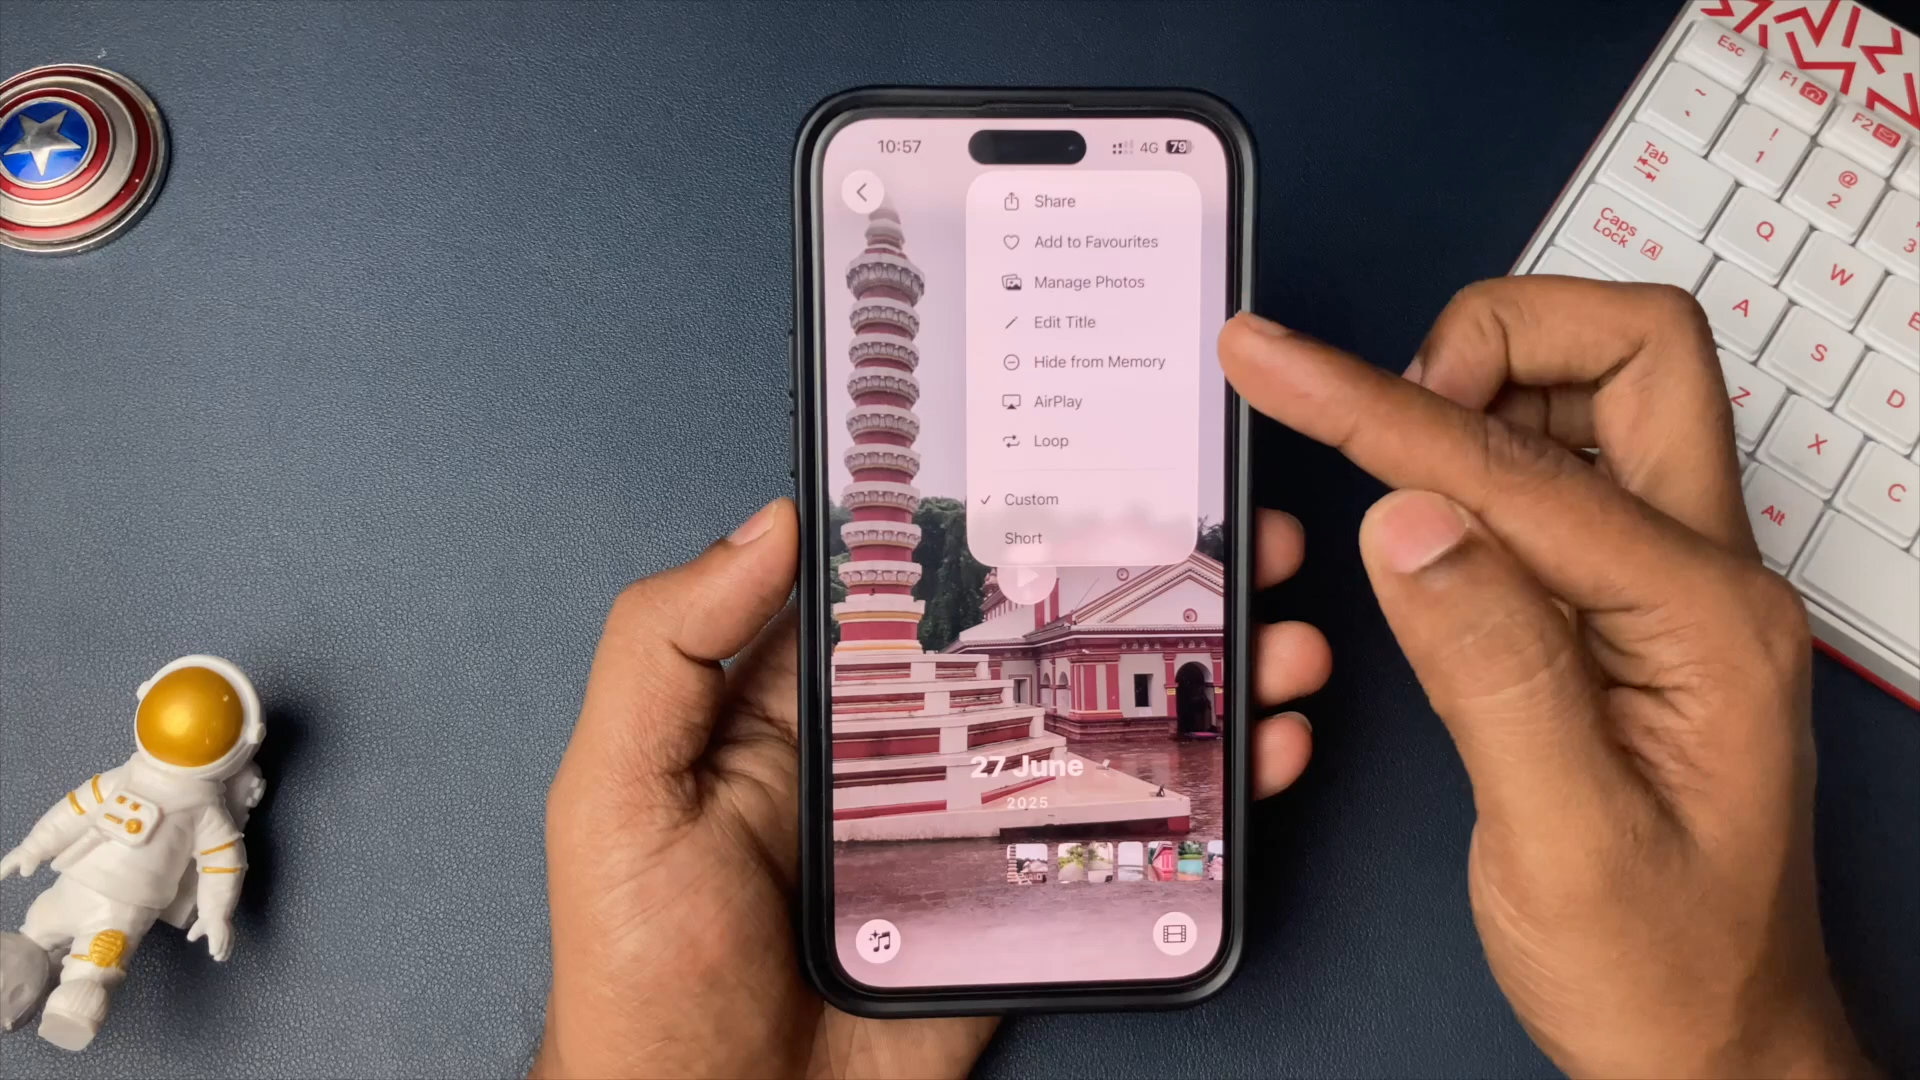 10:57
4G
79
Share
Add to Favourites
Manage Photos
Edit Title
Hide from Memory
AirPlay
Loop
Custom
Short
27 June
2025
Esc
F1
F2
~
!
1
@
2
3
Tab
Q
W
E
Caps
Lock
A
A
S
D
Z
X
C
Alt